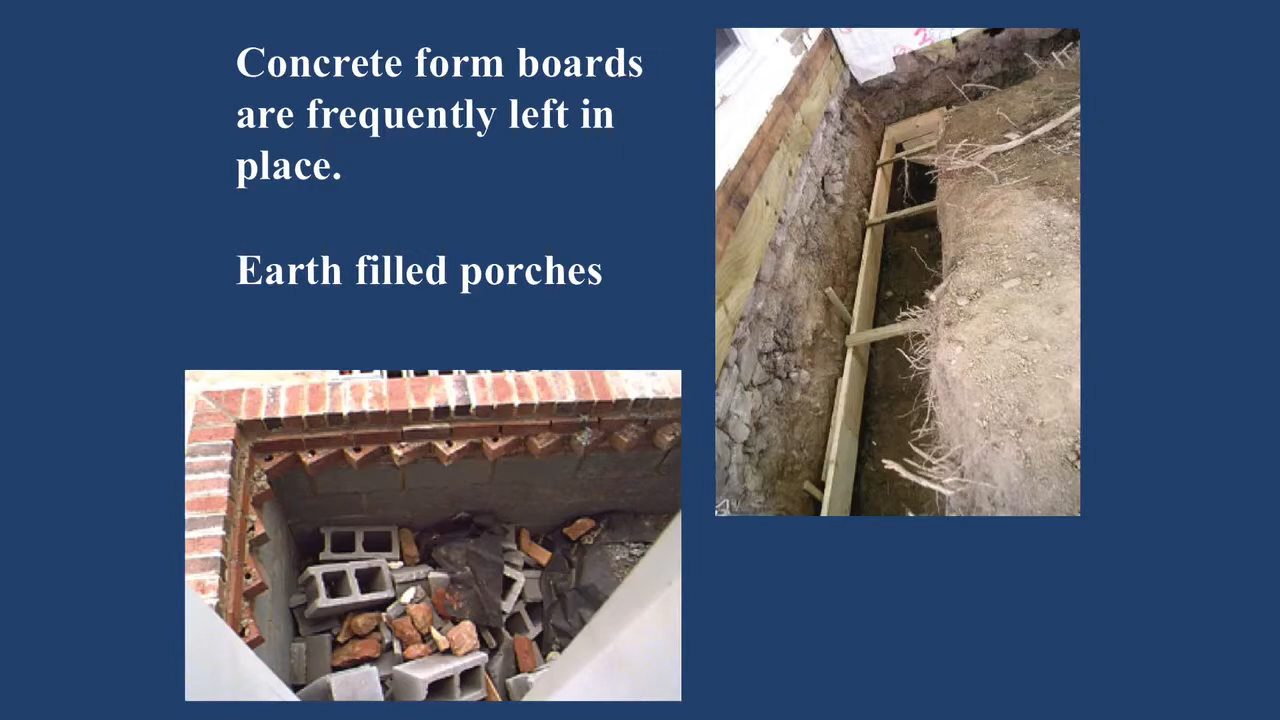 Concrete form boards
are frequently left in
place.
Earth filled porches